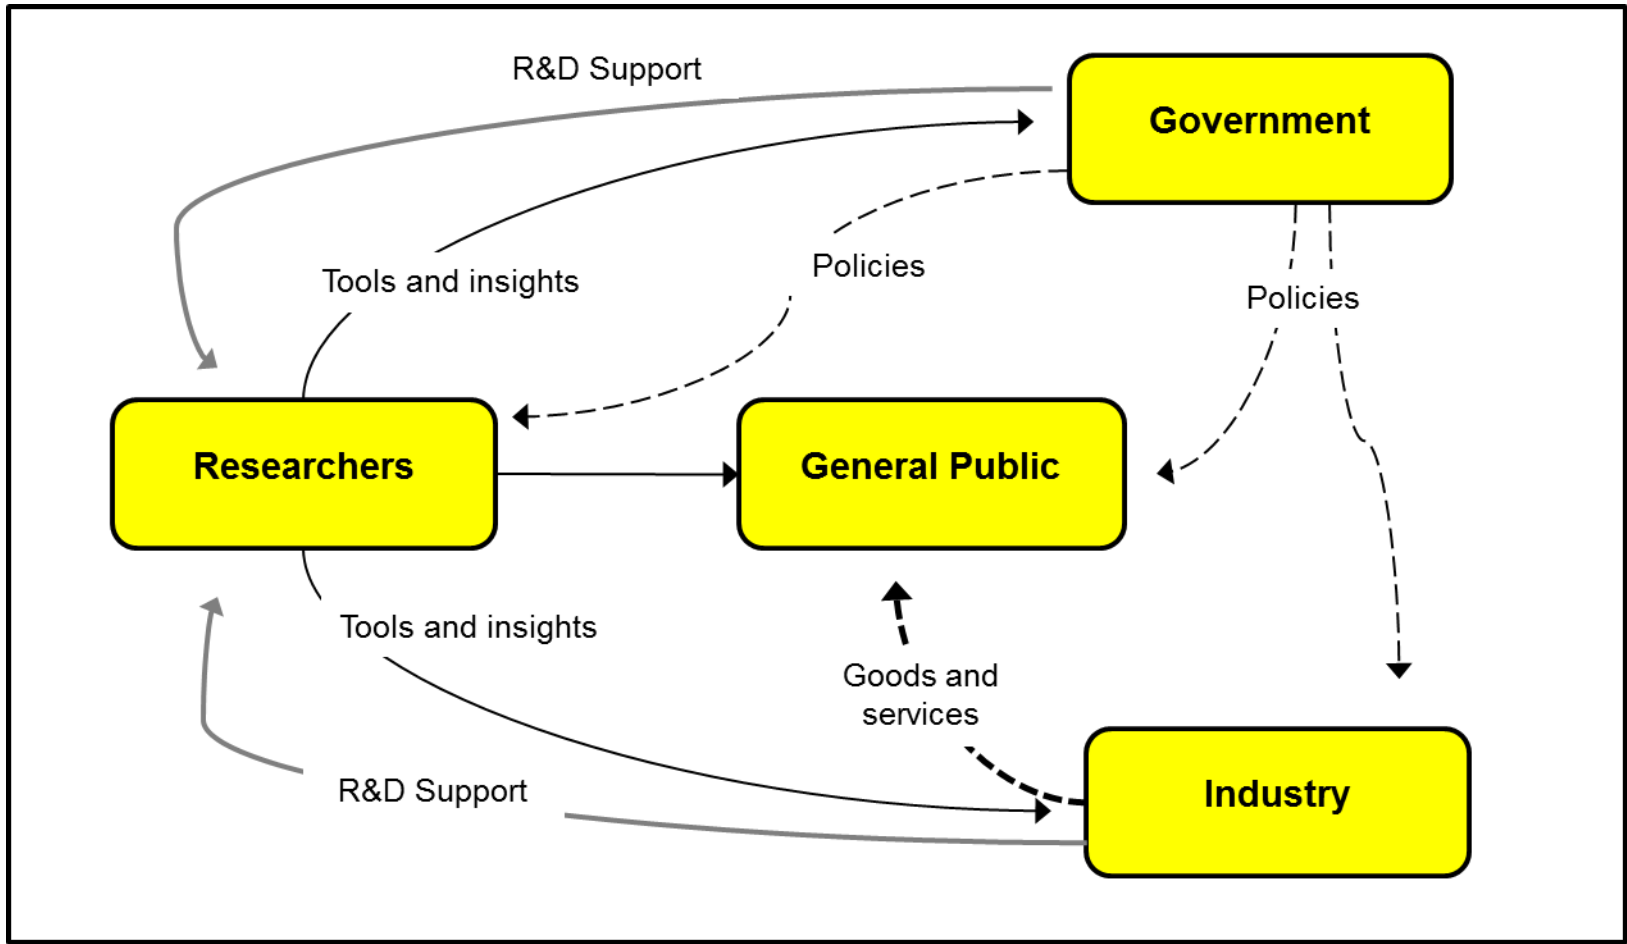 R&D Support
Government
Policies
Tools and insights
Policies
Researchers
General Public
Tools and insights
Goods and
services
R&D Support
Industry